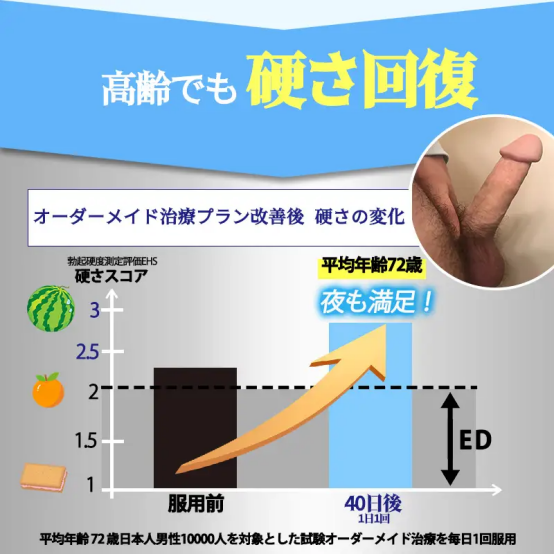 高齢でも 硬さ回復
オーダーメイド治療プラン改善後 硬さの変化
勃起硬度測定評価EHS
硬さスコア
平均年齢72歳
夜も満足！
3
2.5
2
1.5
1
ED
服用前
40日後
1日1回
平均年齢72歳日本人男性10000人を対象とした試験オーダーメイド治療を毎日1回服用